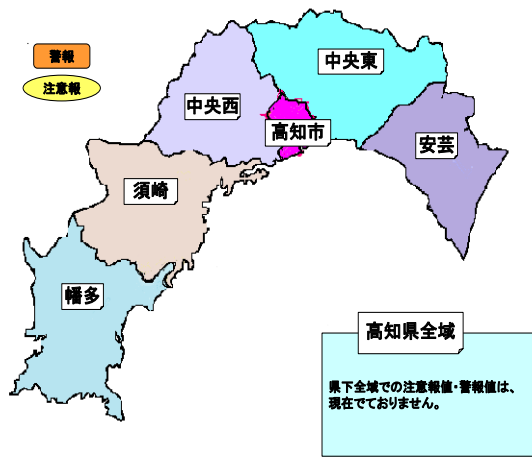 警報
注意報
中央東
中央西
高知市
安芸
須崎
幡多
高知県全域
県下全域での注意報値・警報値は、
現在でておりません。